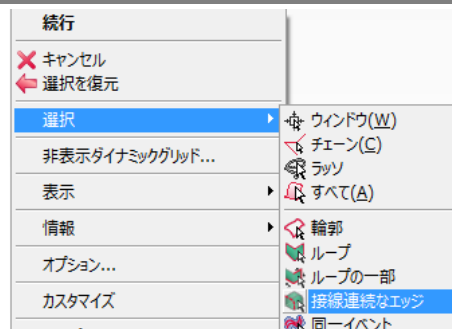 続行
キャンセル
選択を復元
選択
非表示ダイナミックグリッド...
表示
情報
オプション...
カスタマイズ
ウィンドウ(W)
チェーン(C)
ラッソ
すべて(A)
輪郭
ループ
ループの一部
接線連続なエッジ
同一イベント